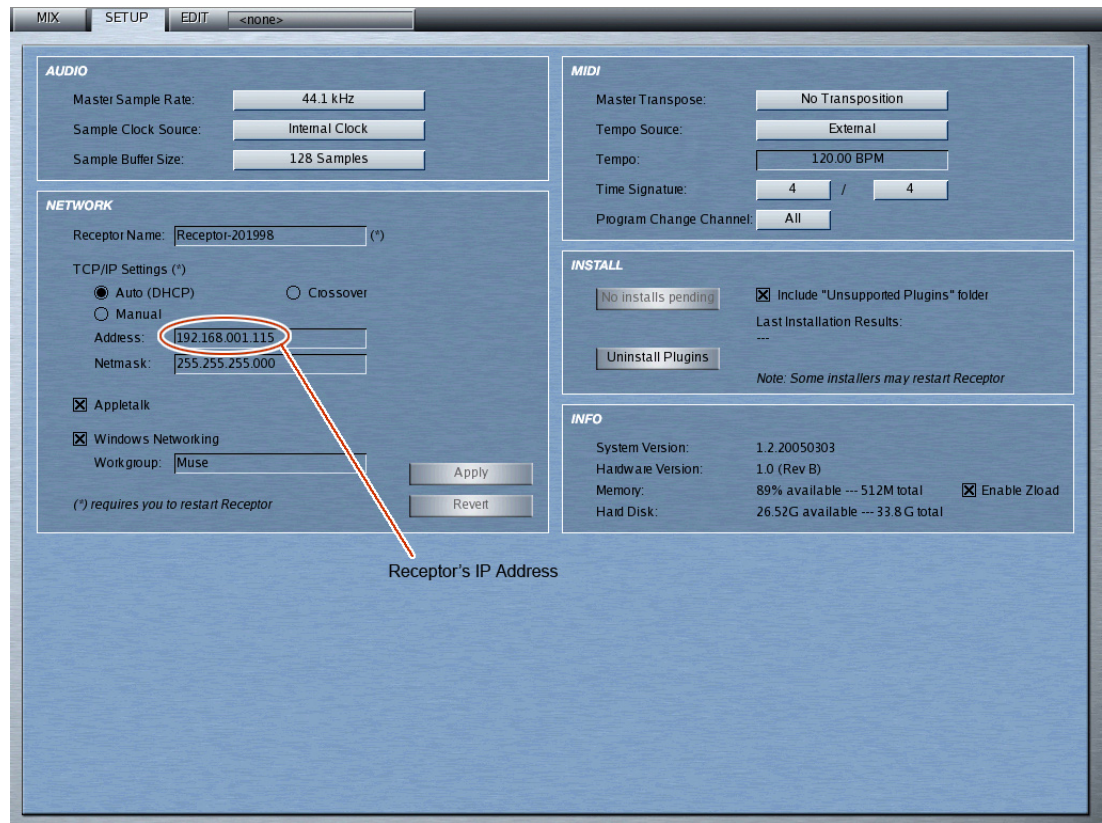 MIX SETUP EDIT <none>
AUDIO
Master Sample Rate: 44.1 kHz
Sample Clock Source: Internal Clock
Sample Buffer Size: 128 Samples
NETWORK
Receptor Name: Receptor-201998 (*)
TCP/IP Settings (*)
Auto (DHCP) Crossover
Manual
Address: 192.168.001.115
Netmask: 255.255.255.000
Appletalk
Windows Networking
Workgroup: Muse
Apply
(*) requires you to restart Receptor Revert
MIDI
Master Transpose: No Transposition
Tempo Source: External
Tempo: 120.00 BPM
Time Signature: 4 / 4
Program Change Channel: All
INSTALL
No installs pending Include "Unsupported Plugins" folder
Last Installation Results:
---
Uninstall Plugins
Note: Some installers may restart Receptor
INFO
System Version: 1.2.20050303
Hardware Version: 1.0 (Rev B)
Memory: 89% available --- 512M total Enable Zload
Hard Disk: 26.52G available --- 33.8 G total
Receptor's IP Address